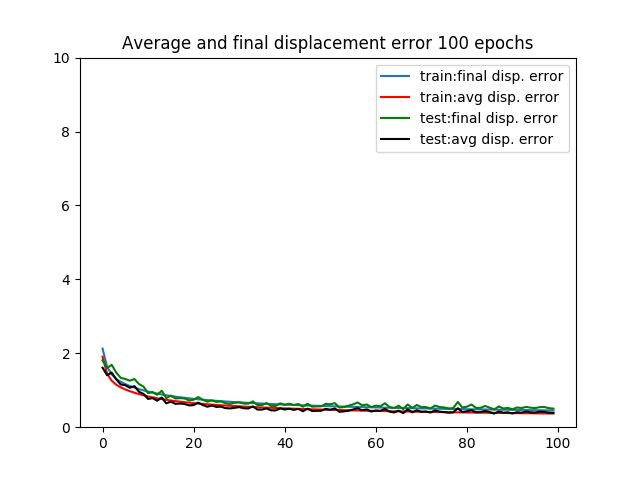 Average and final displacement error 100 epochs
train:final disp. error
train:avg disp. error
test:final disp. error
test:avg disp. error
10
8
6
4
2
0
0 20 40 60 80 100